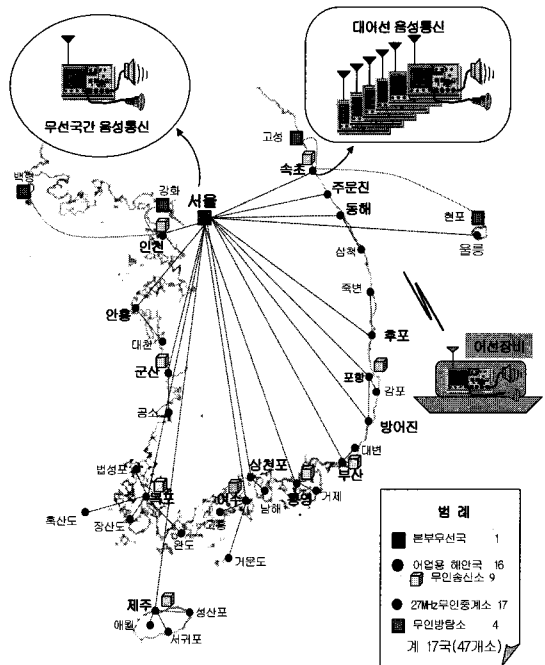 대어선 음성통신
무선국간 음성통신
고성
속초
백령
강화
서울
주문진
동해
현포
울릉
인천
삼척
죽변
안흥
대천
후포
어선장비
군산
포항
감포
공소
방어진
대변
부산
법성포
삼천포
목포
여수
통영
거제
남해
고흥
흑산도
장산도
완도
거문도
제주
성산포
애월
서귀포
범 례
본부무선국 1
어업용 해안국 16
무인송신소 9
27MHz무인중계소 17
무인방탐소 4
계 17국(47개소)